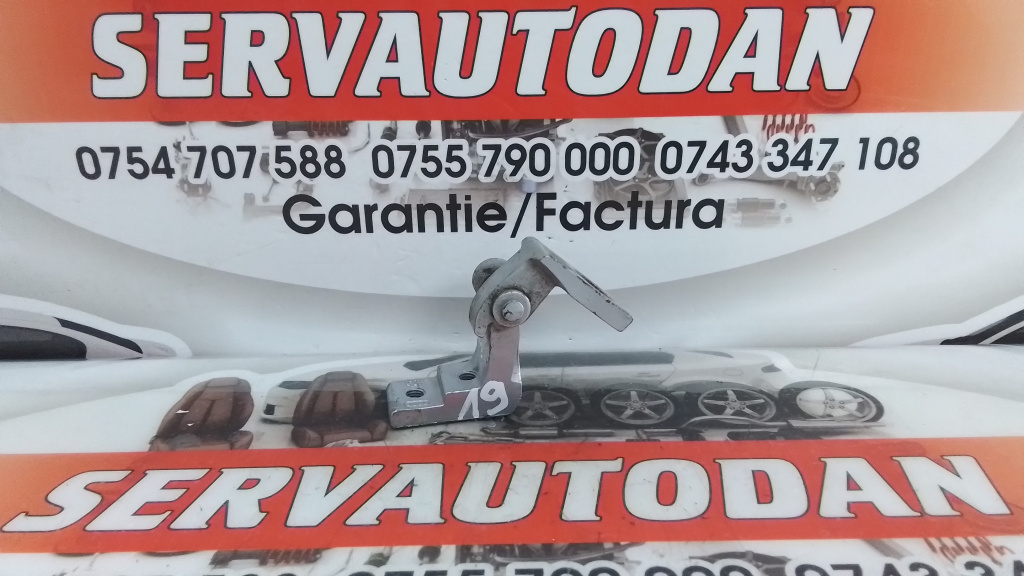 SERVAUTODAN
0754 707 588 0755 790 000 0743 347 108
Garantie/Factura
19
SERVAUTODAN